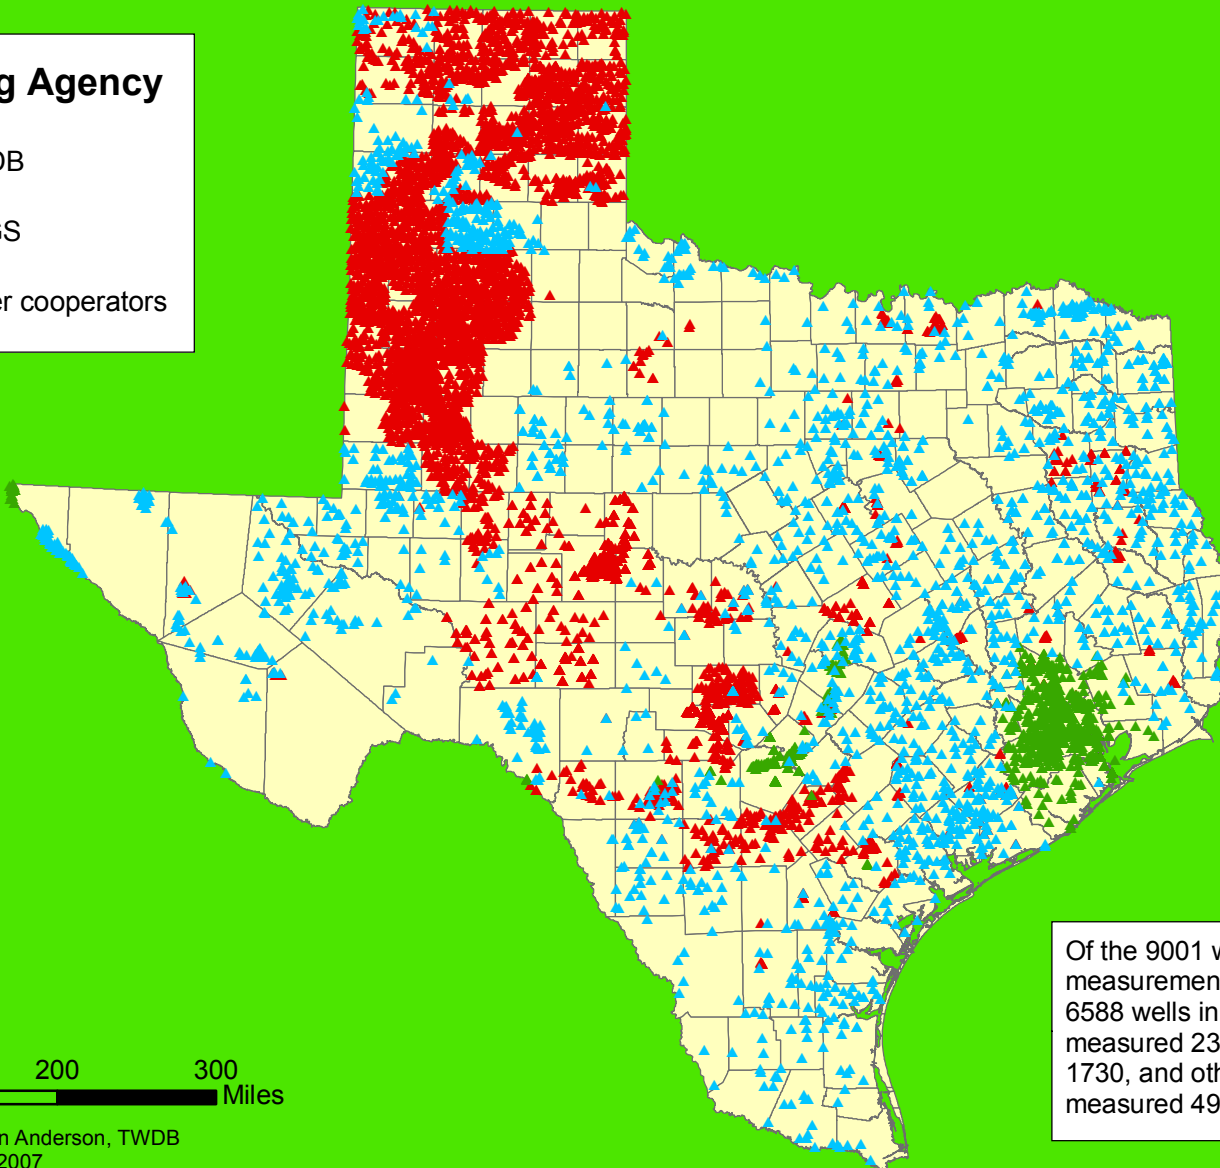 g Agency
OB
GS
er cooperators
Of the 9001 w
measuremen
6588 wells in
measured 23
1730, and oth
measured 49
200 300
Miles
n Anderson, TWDB
2007